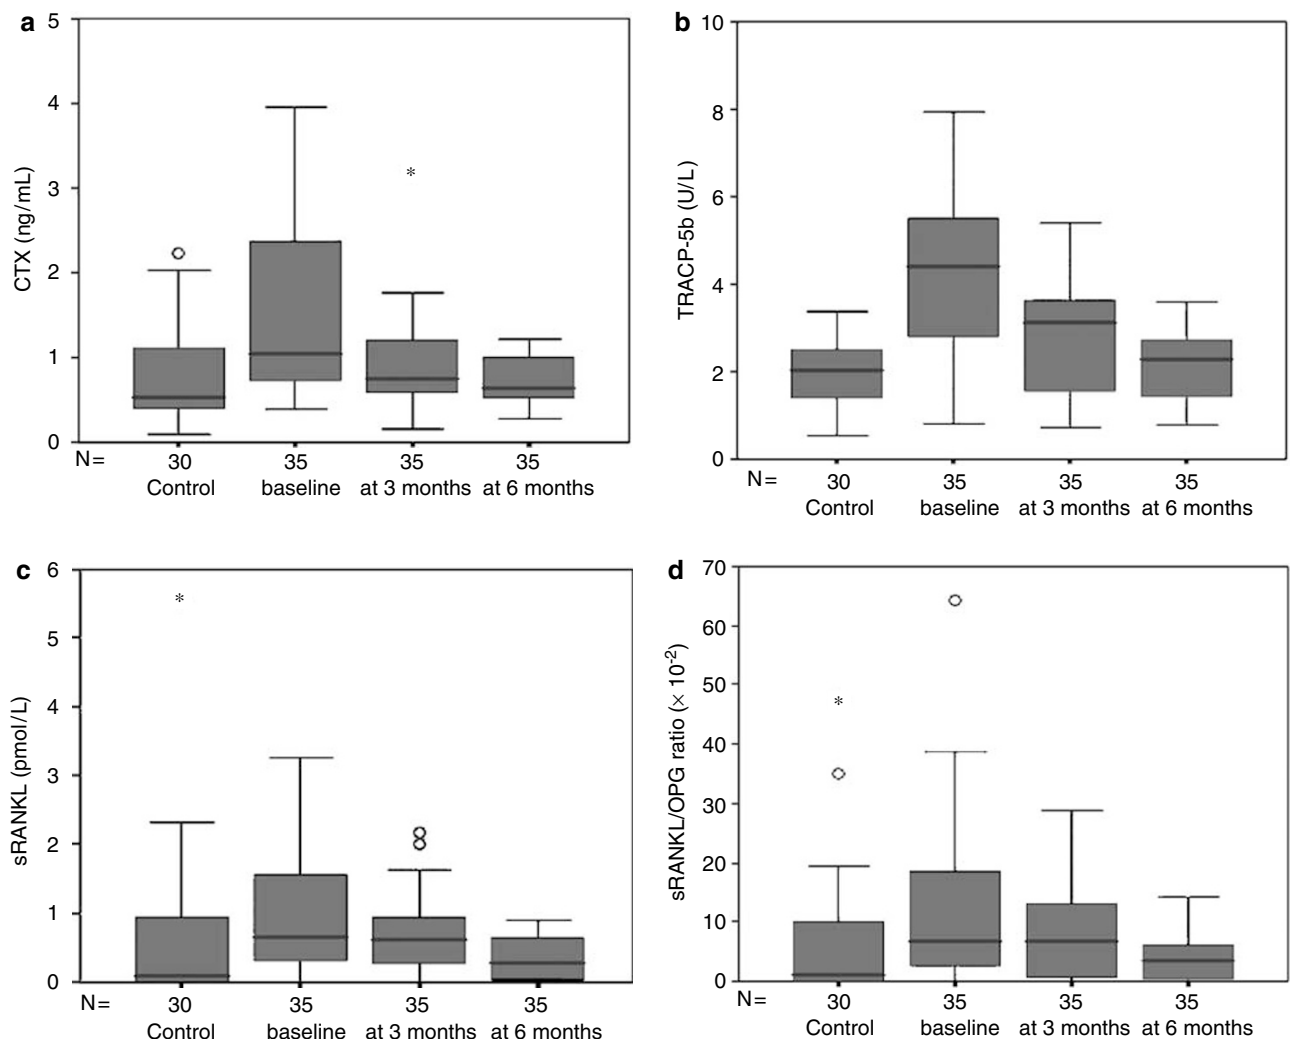 a
5
4
3
2
1
0
CTX (ng/mL)
N= 30 35 35 35
Control baseline at 3 months at 6 months
*
b
10
8
6
4
2
0
TRACP-5b (U/L)
N= 30 35 35 35
Control baseline at 3 months at 6 months
c
6
5
4
3
2
1
0
sRANKL (pmol/L)
*
N= 30 35 35 35
Control baseline at 3 months at 6 months
d
70
60
50
40
30
20
10
0
sRANKL/OPG ratio (× 10⁻²)
*
N= 30 35 35 35
Control baseline at 3 months at 6 months